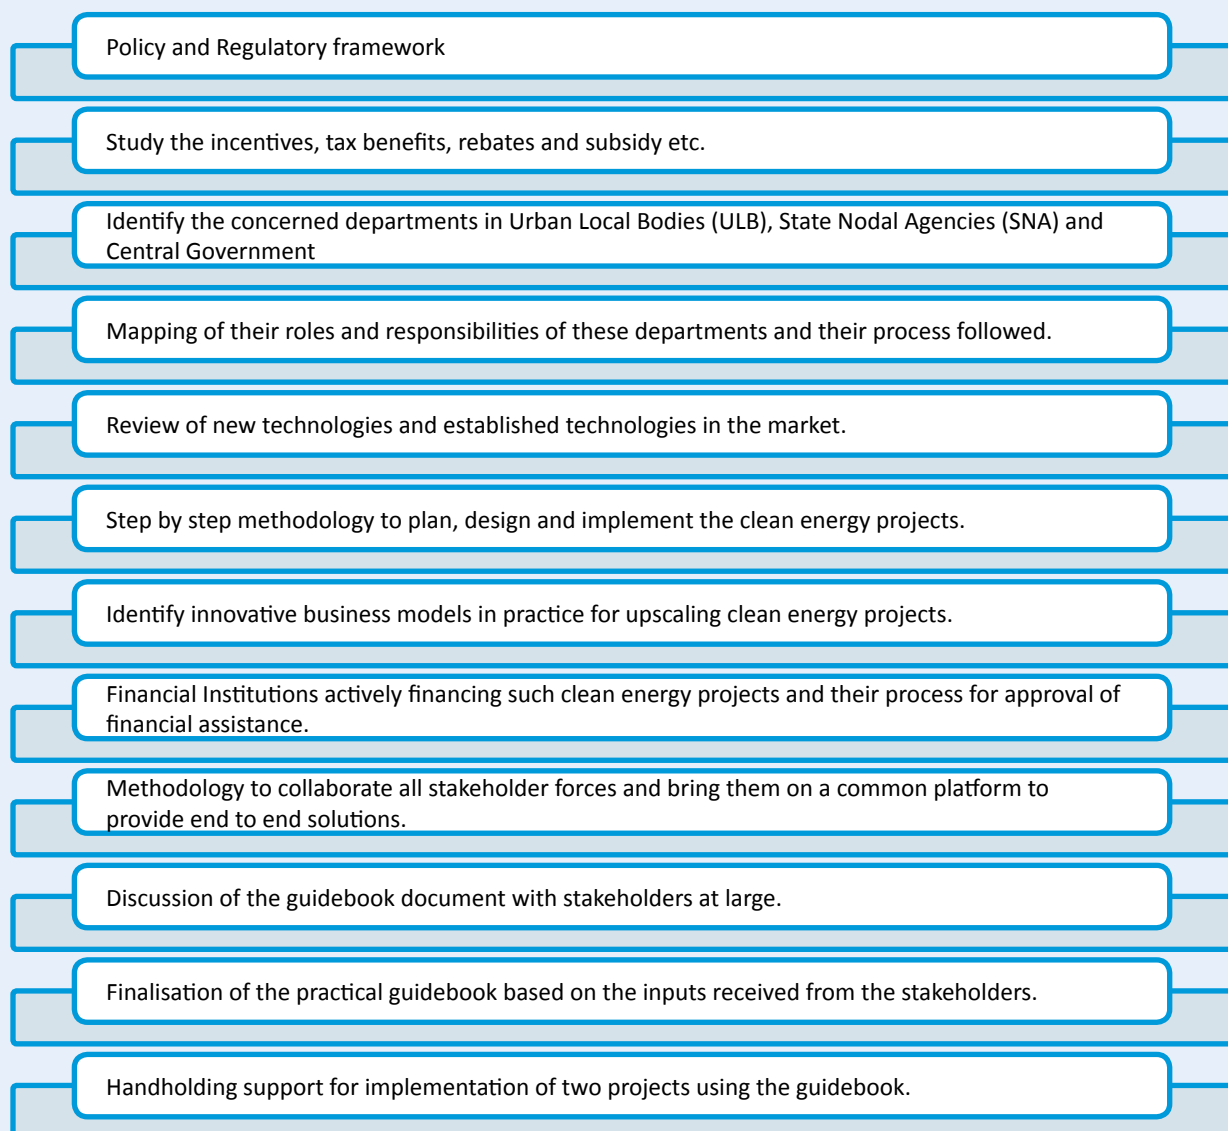 Policy and Regulatory framework
Study the incentives, tax benefits, rebates and subsidy etc.
Identify the concerned departments in Urban Local Bodies (ULB), State Nodal Agencies (SNA) and
Central Government
Mapping of their roles and responsibilities of these departments and their process followed.
Review of new technologies and established technologies in the market.
Step by step methodology to plan, design and implement the clean energy projects.
Identify innovative business models in practice for upscaling clean energy projects.
Financial Institutions actively financing such clean energy projects and their process for approval of
financial assistance.
Methodology to collaborate all stakeholder forces and bring them on a common platform to
provide end to end solutions.
Discussion of the guidebook document with stakeholders at large.
Finalisation of the practical guidebook based on the inputs received from the stakeholders.
Handholding support for implementation of two projects using the guidebook.